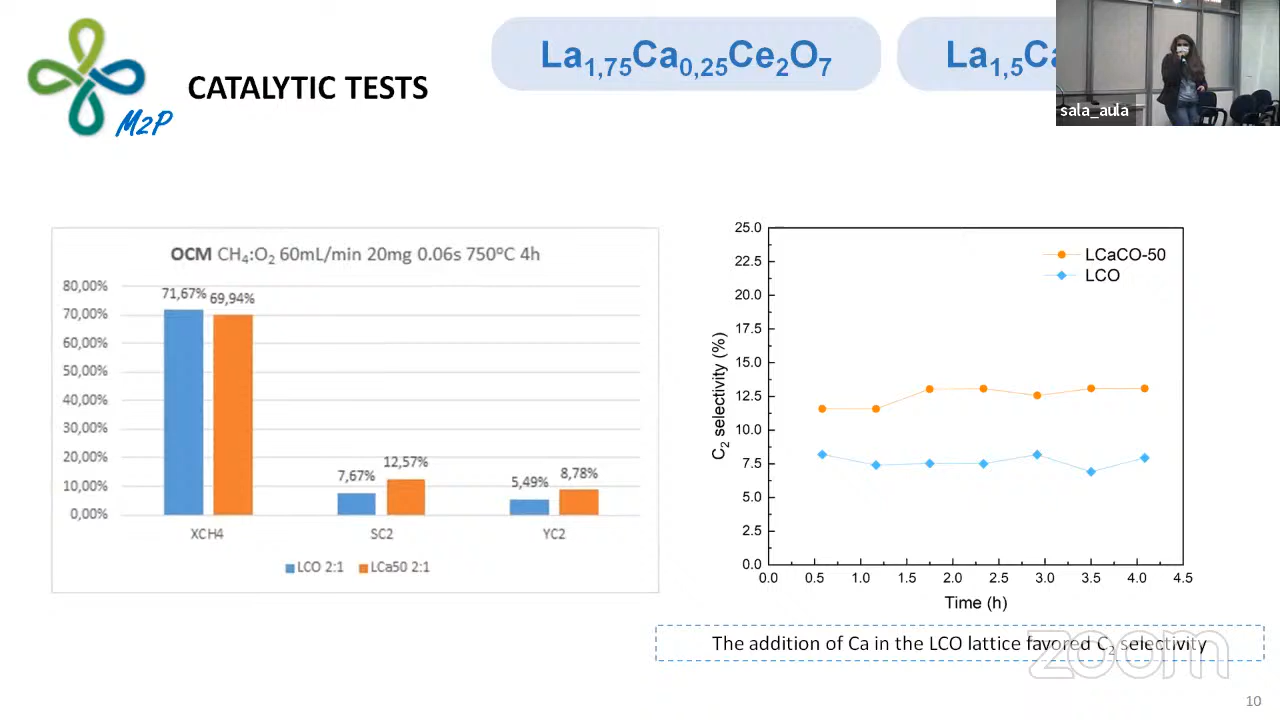 La1,75Ca0,25Ce2O7
La1,5Ca
sala_aula
CATALYTIC TESTS
M2P
OCM CH4:O2 60mL/min 20mg 0.06s 750ºC 4h
80,00%
70,00%
60,00%
50,00%
40,00%
30,00%
20,00%
10,00%
0,00%
71,67%
69,94%
7,67%
12,57%
5,49%
8,78%
XCH4
SC2
YC2
LCO 2:1
LCa50 2:1
C2 selectivity (%)
25.0
22.5
20.0
17.5
15.0
12.5
10.0
7.5
5.0
2.5
0.0
LCaCO-50
LCO
0.0 0.5 1.0 1.5 2.0 2.5 3.0 3.5 4.0 4.5
Time (h)
The addition of Ca in the LCO lattice favored C2 selectivity
zoom
10